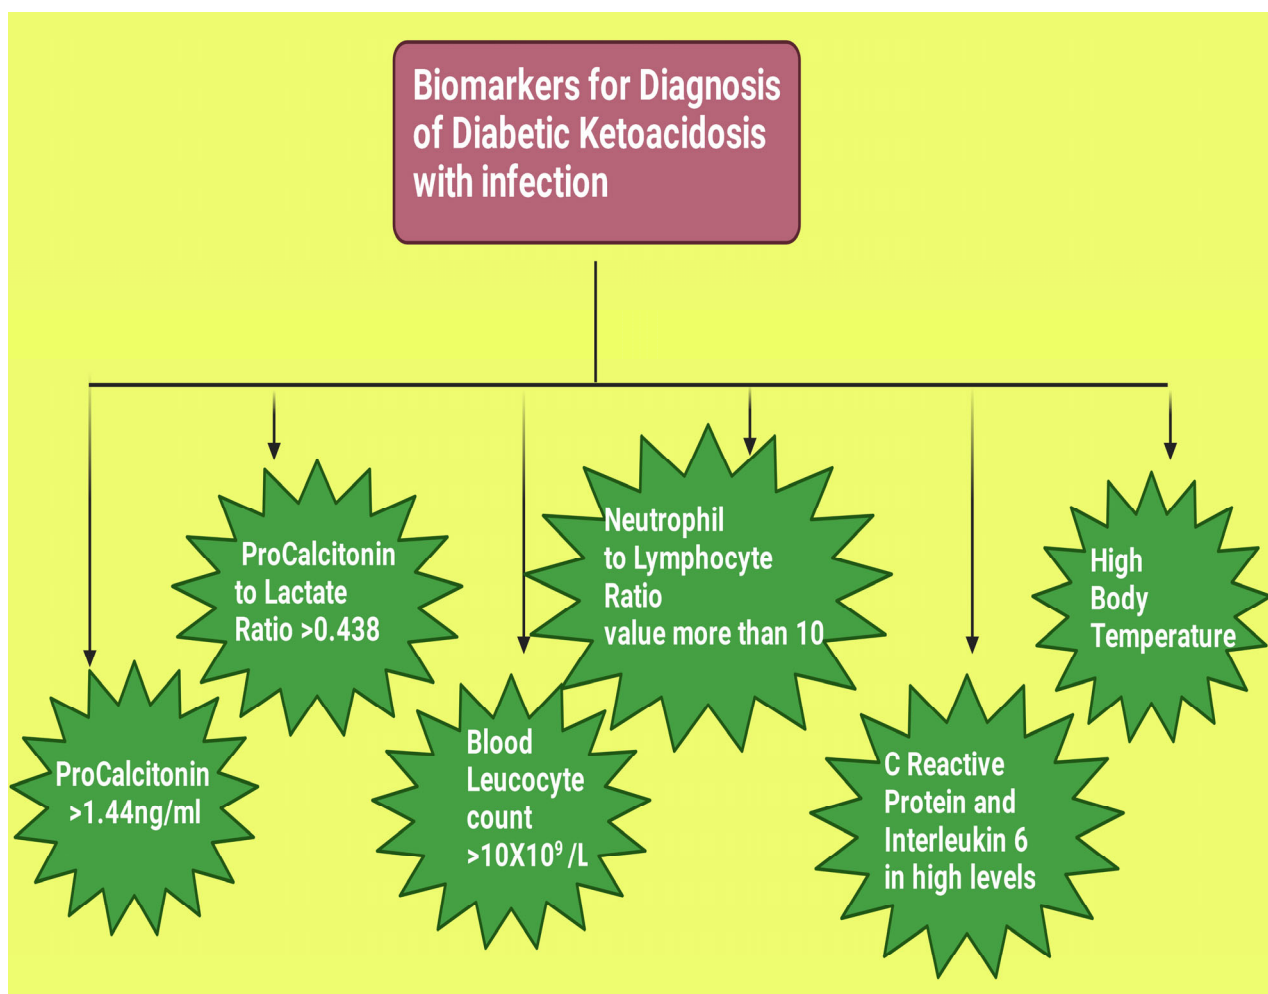 Biomarkers for Diagnosis
of Diabetic Ketoacidosis
with infection
ProCalcitonin
to Lactate
Ratio >0.438
Neutrophil
to Lymphocyte
Ratio
value more than 10
High
Body
Temperature
ProCalcitonin
>1.44ng/ml
Blood
Leucocyte
count
>10X10⁹ /L
C Reactive
Protein and
Interleukin 6
in high levels